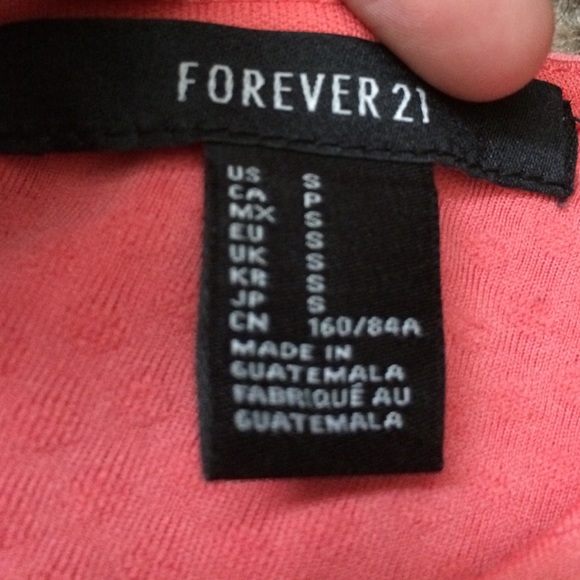 FOREVER 21
US S
CA P
MX S
EU S
UK S
KR S
JP S
CN 160/84A
MADE IN
GUATEMALA
FABRIQUÉ AU
GUATEMALA